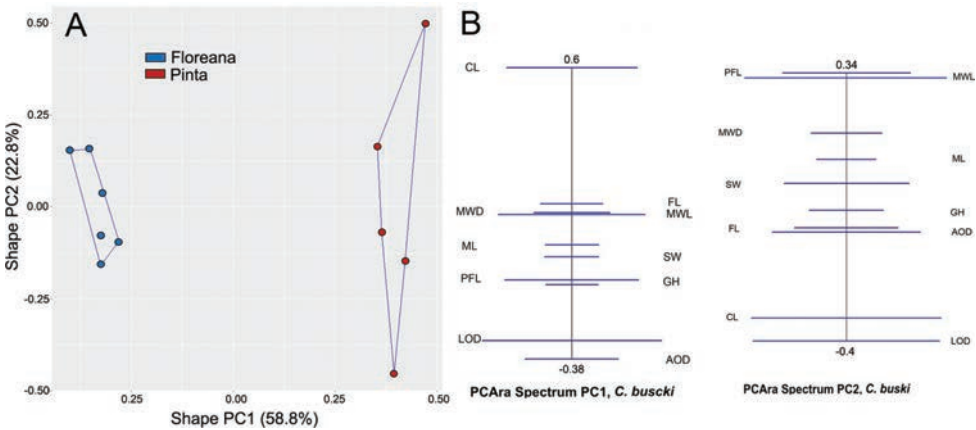 A
Floreana
Pinta
0.50
0.25
0.00
-0.25
-0.50
0.25
0.00
0.25
0.50
Shape PC2 (22.8%)
Shape PC1 (58.8%)
B
0.6
CL
FL
MWD
MWL
ML
SW
PFL
GH
LOD
AOD
-0.38
PCAra Spectrum PC1, C. buscki
0.34
PFL
MWL
MWD
ML
SW
GH
FL
AOD
CL
LOD
-0.4
PCAra Spectrum PC2, C. buski